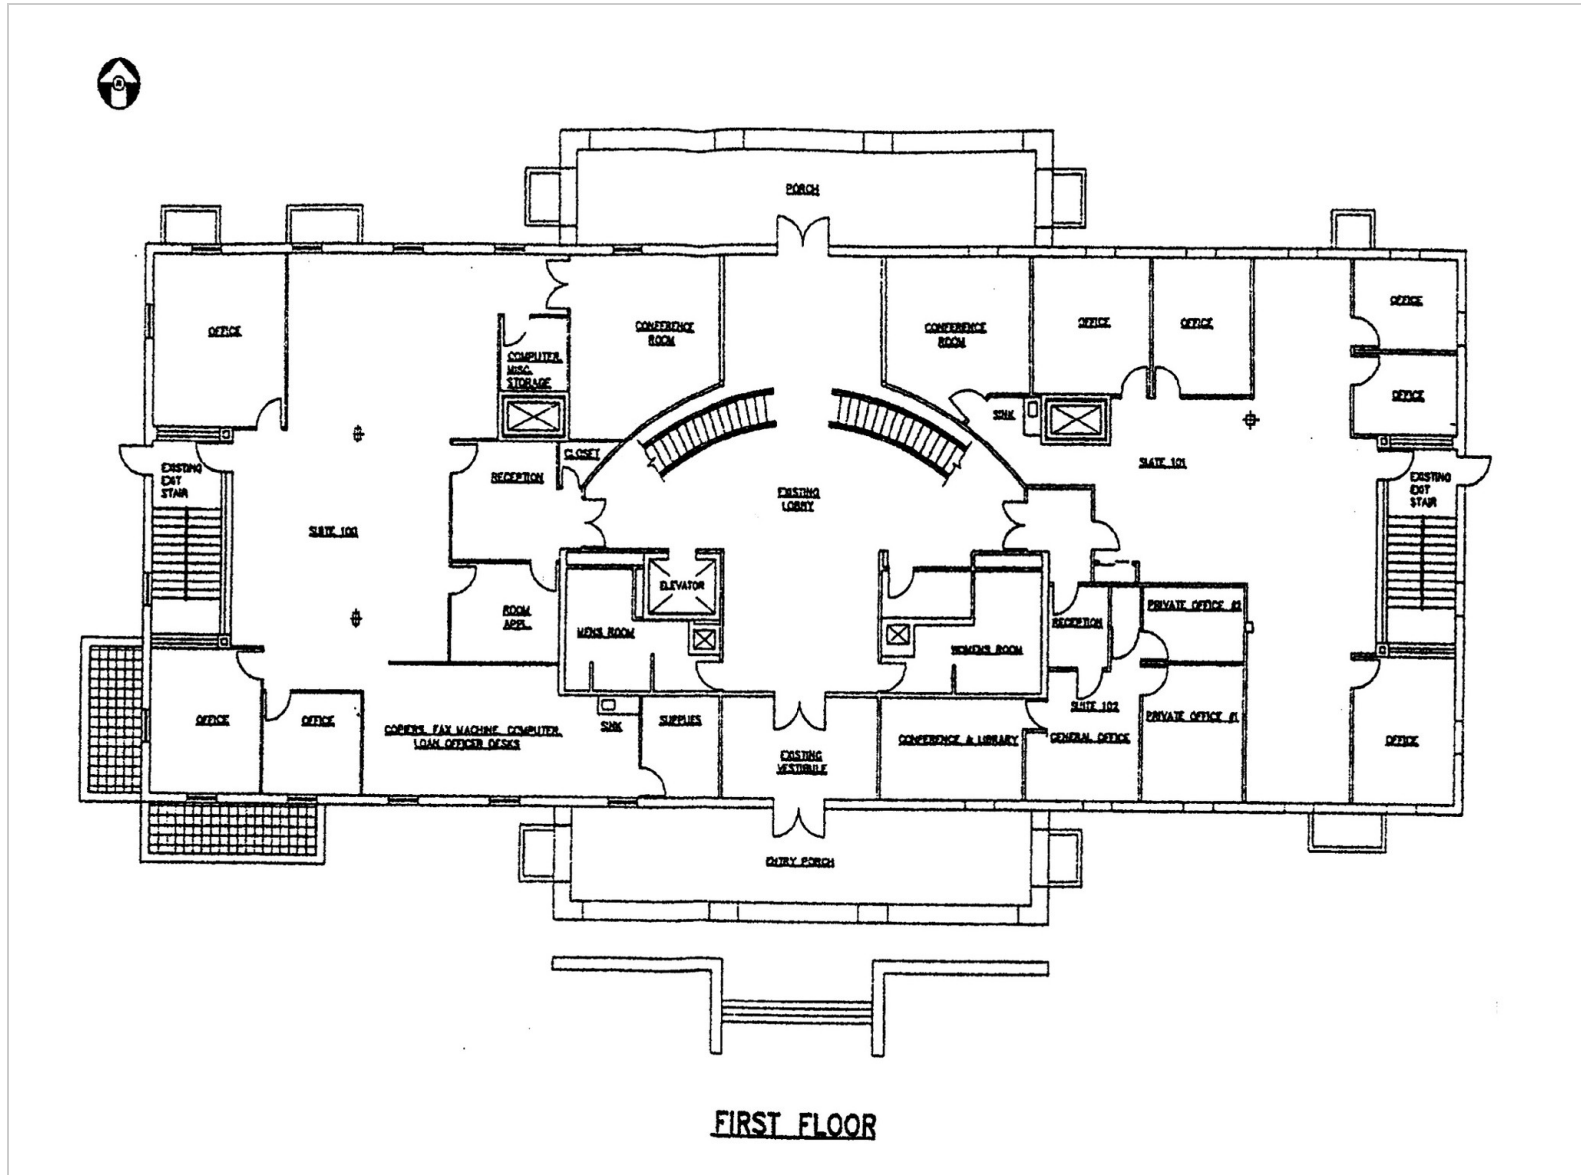 PORCH
OFFICE
CONFERENCE
ROOM
CONFERENCE
ROOM
OFFICE
OFFICE
OFFICE
COMPUTER,
MISC.
STORAGE
OFFICE
SINK
CLOSET
EXISTING
EXIT
STAIR
RECEPTION
SUITE 101
EXISTING
EXIT
STAIR
EXISTING
LOBBY
SUITE 100
ELEVATOR
ROOM
APPL.
MENS ROOM
WOMENS ROOM
RECEPTION
PRIVATE OFFICE #2
OFFICE
OFFICE
COPIERS, FAX MACHINE, COMPUTER,
LOAN OFFICER DESKS
SINK
SUPPLIES
EXISTING
VESTIBULE
CONFERENCE & LIBRARY
SUITE 102
GENERAL OFFICE
PRIVATE OFFICE #1
OFFICE
ENTRY PORCH
FIRST FLOOR